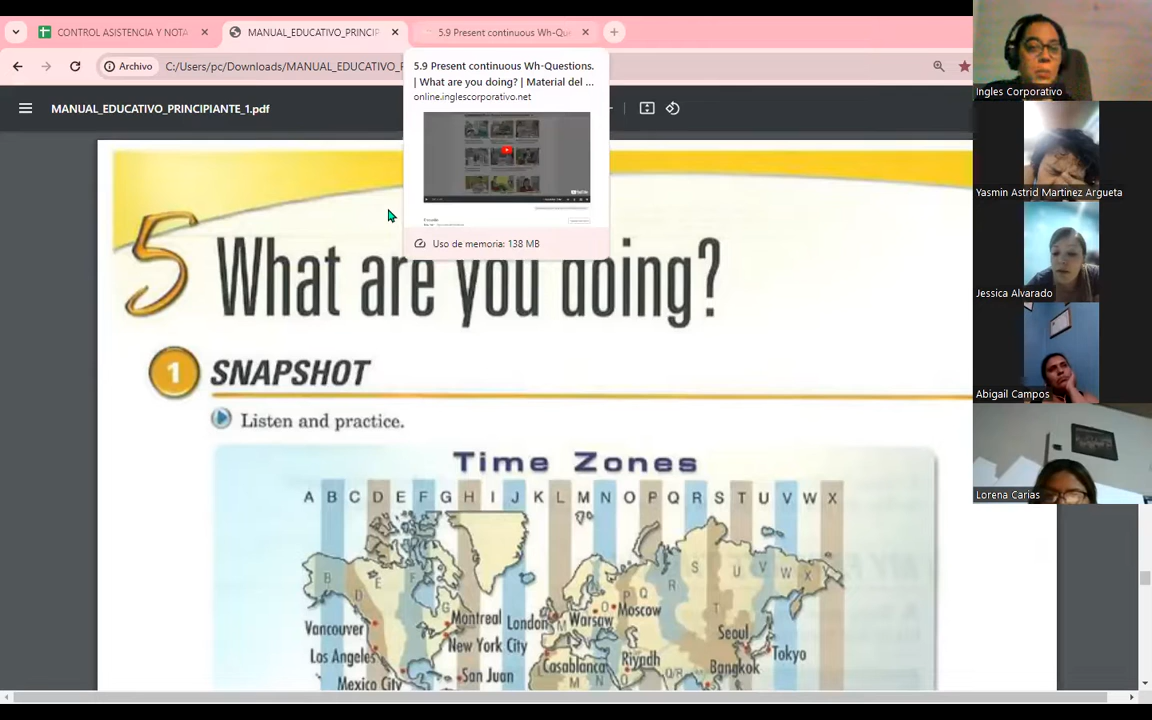 CONTROL ASISTENCIA Y NOTA
MANUAL_EDUCATIVO_PRINCIP
5.9 Present continuous Wh-Qu
Archivo
C:/Users/pc/Downloads/MANUAL_EDUCATIVO_F
5.9 Present continuous Wh-Questions.
| What are you doing? | Material del ...
online.inglescorporativo.net
MANUAL_EDUCATIVO_PRINCIPIANTE_1.pdf
Uso de memoria: 138 MB
5 What are you doing?
1 SNAPSHOT
Listen and practice.
Time Zones
A B C D E F G H I J K L M N O P Q R S T U V W X
B
D
E
F
G
O
P
Q
R
S
T
U
V
W
X
Vancouver
Montreal
London
Warsaw
Moscow
Los Angeles
New York City
Seoul
Tokyo
Mexico City
San Juan
Casablanca
Riyadh
Bangkok
M
N
O
Q/R
Ingles Corporativo
Yasmin Astrid Martinez Argueta
Jessica Alvarado
Abigail Campos
Lorena Carias